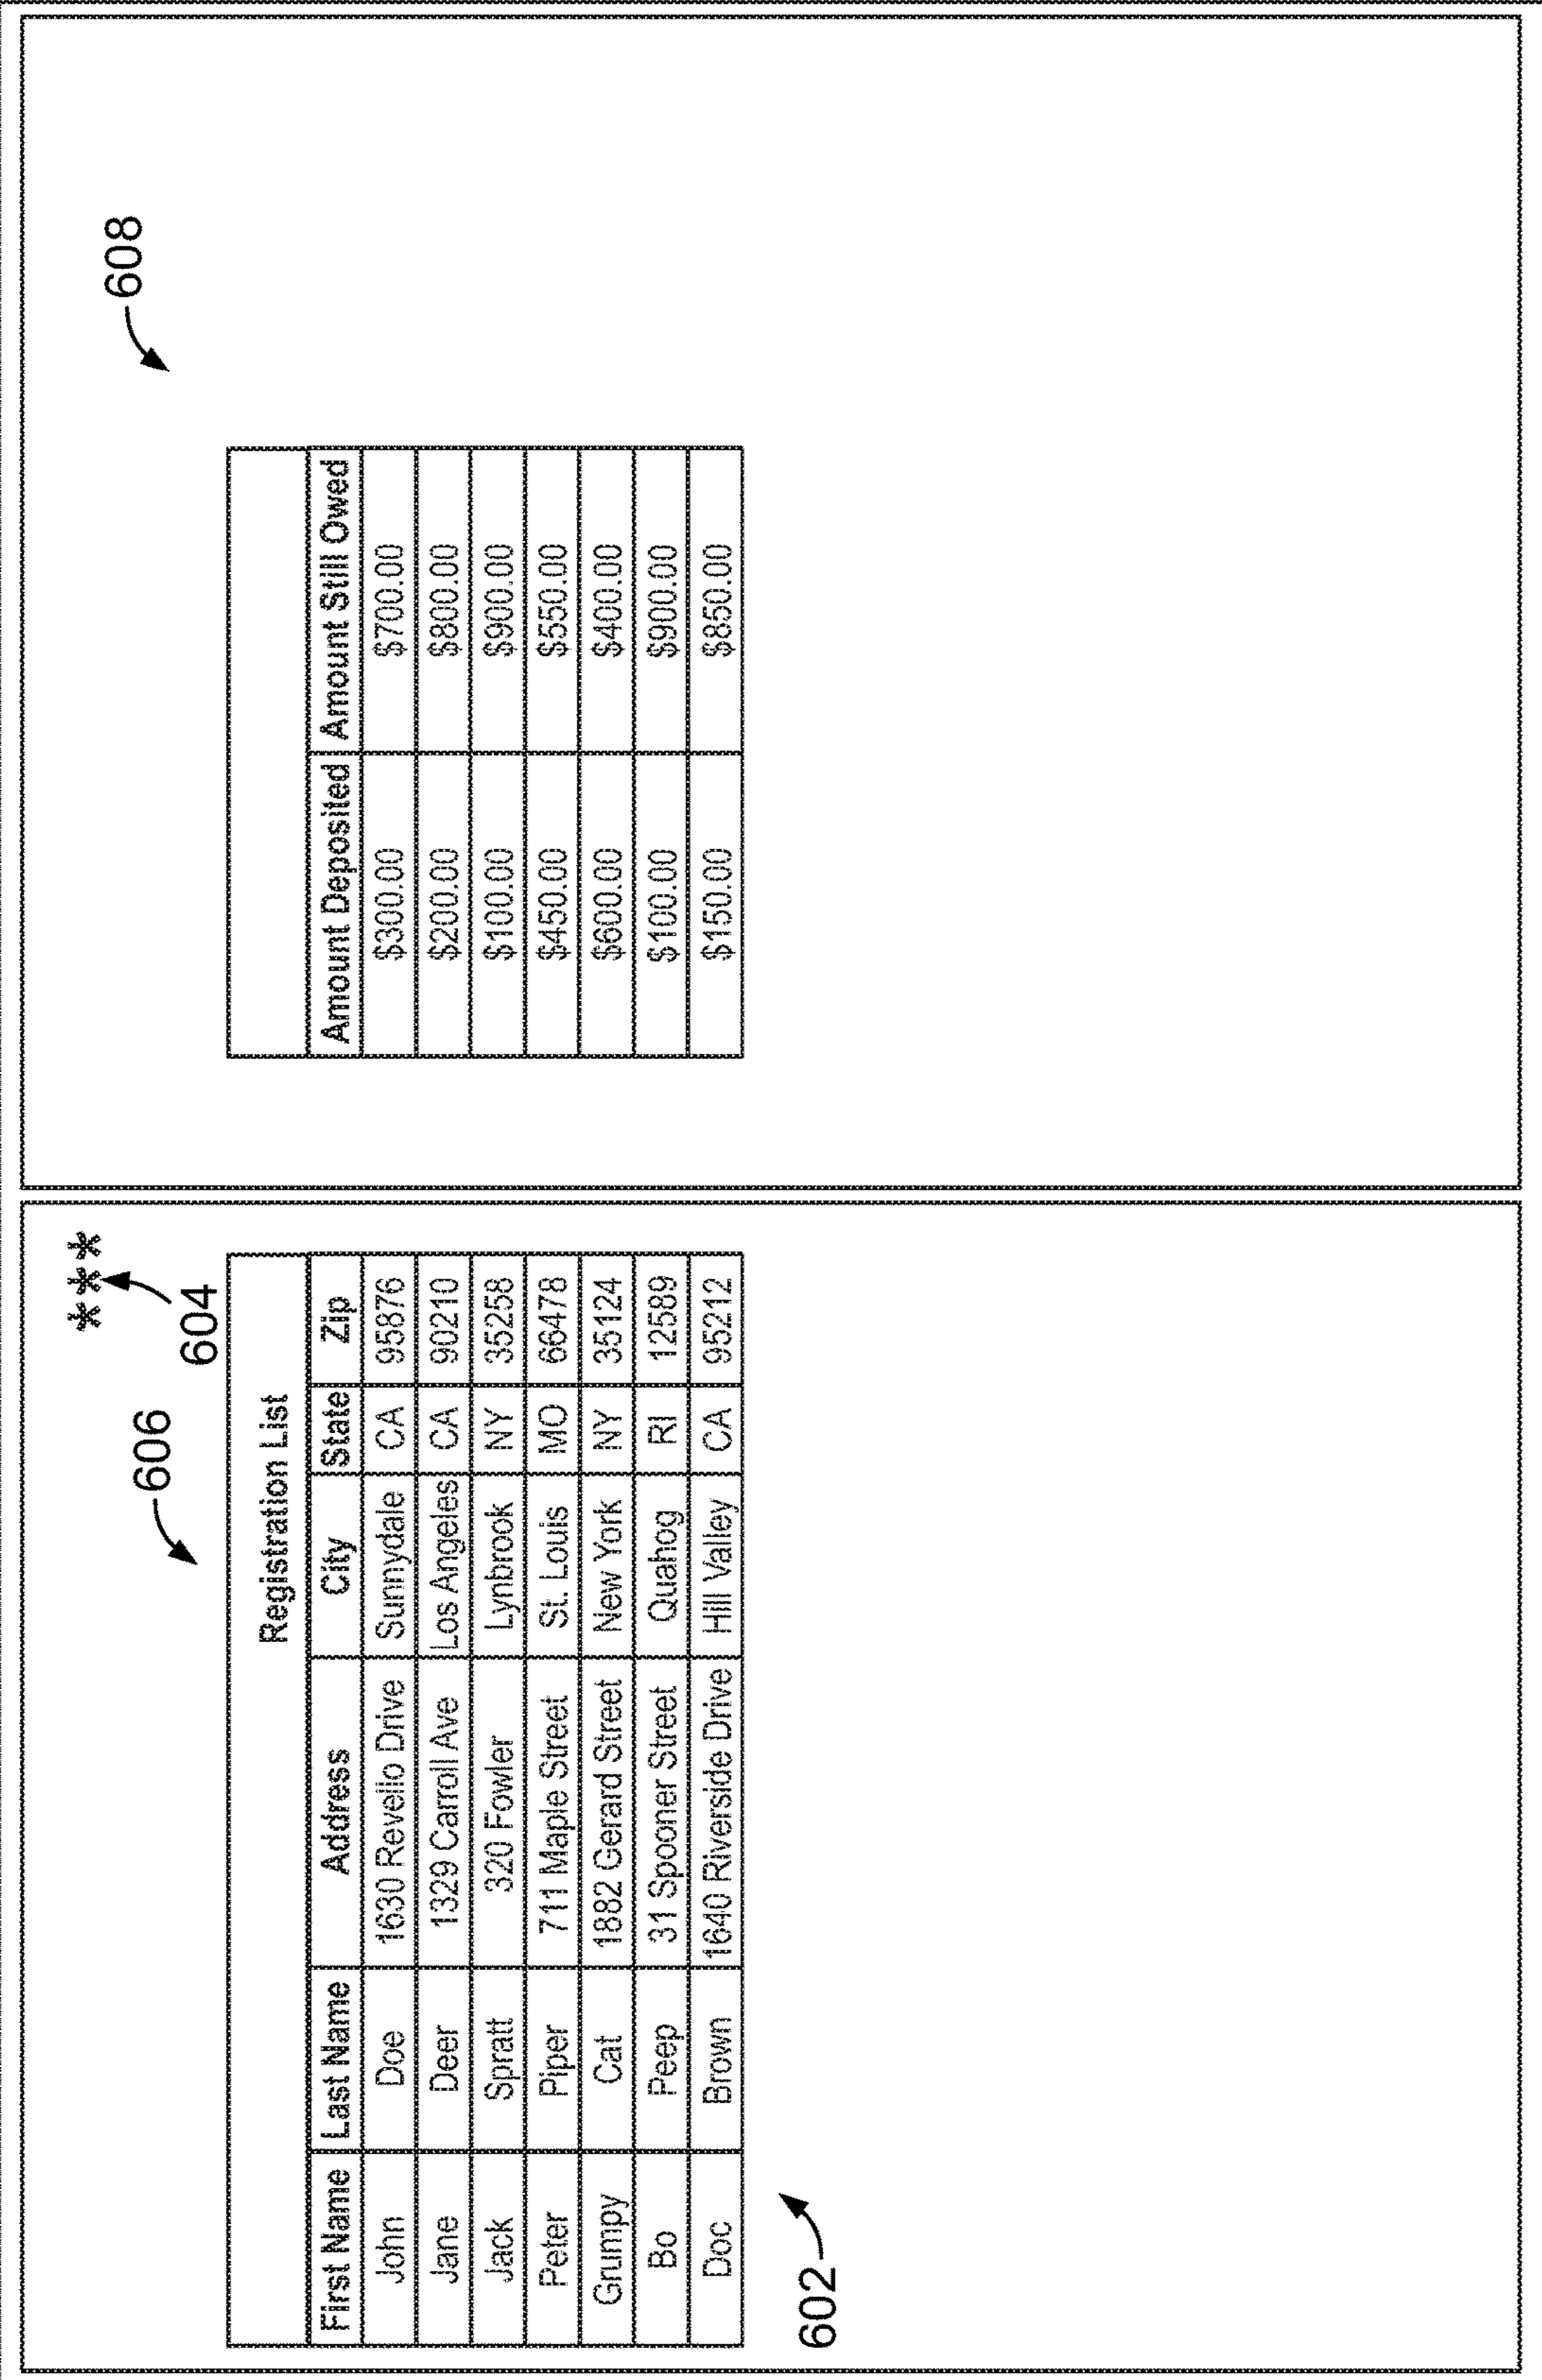 ***
604
606
Registration List
First Name Last Name Address City State Zip
John Doe 1630 Revello Drive Sunnydale CA 95876
Jane Deer 1329 Carroll Ave Los Angeles CA 90210
Jack Spratt 320 Fowler Lynbrook NY 35258
Peter Piper 711 Maple Street St. Louis MO 66478
Grumpy Cat 1882 Gerard Street New York NY 35124
Bo Peep 31 Spooner Street Quahog RI 12589
Doc Brown 1640 Riverside Drive Hill Valley CA 95212
602
608
Amount Deposited Amount Still Owed
$300.00 $700.00
$200.00 $800.00
$100.00 $900.00
$450.00 $550.00
$600.00 $400.00
$100.00 $900.00
$150.00 $850.00